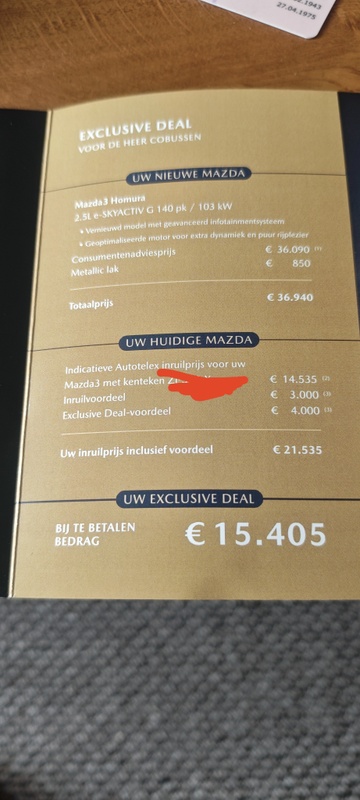 27.04.1975
EXCLUSIVE DEAL
VOOR DE HEER COBUSSEN
UW NIEUWE MAZDA
Mazda3 Homura
2.5L e-SKYACTIV G 140 pk / 103 kW
• Vernieuwd model met geavanceerd infotainmentsysteem
• Geoptimaliseerde motor voor extra dynamiek en puur rijplezier
Consumentenadviesprijs € 36.090 (1)
Metallic lak € 850
Totaalprijs € 36.940
UW HUIDIGE MAZDA
Indicatieve Autotelex inruilprijs voor uw
Mazda3 met kenteken € 14.535 (2)
Inruilvoordeel € 3.000 (3)
Exclusive Deal-voordeel € 4.000 (3)
Uw inruilprijs inclusief voordeel € 21.535
UW EXCLUSIVE DEAL
BIJ TE BETALEN
BEDRAG € 15.405